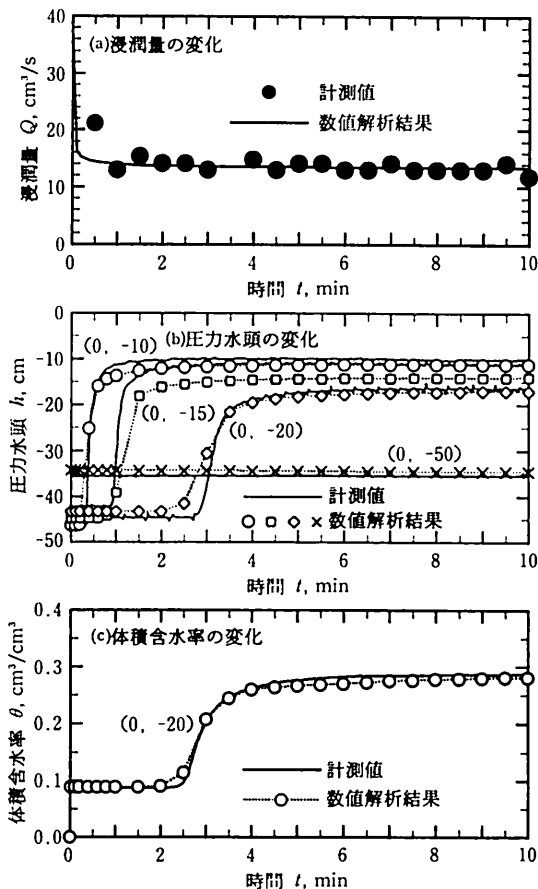 40
30
20
10
0
浸潤量 Q, cm³/s
(a)浸潤量の変化
計測値
数値解析結果
0 2 4 6 8 10
時間 t, min
0
-10
-20
-30
-40
-50
圧力水頭 h, cm
(b)圧力水頭の変化
(0, -10)
(0, -15)
(0, -20)
(0, -50)
計測値
数値解析結果
0 2 4 6 8 10
時間 t, min
0.4
0.3
0.2
0.1
0.0
体積含水率 θ, cm³/cm³
(c)体積含水率の変化
(0, -20)
計測値
数値解析結果
0 2 4 6 8 10
時間 t, min